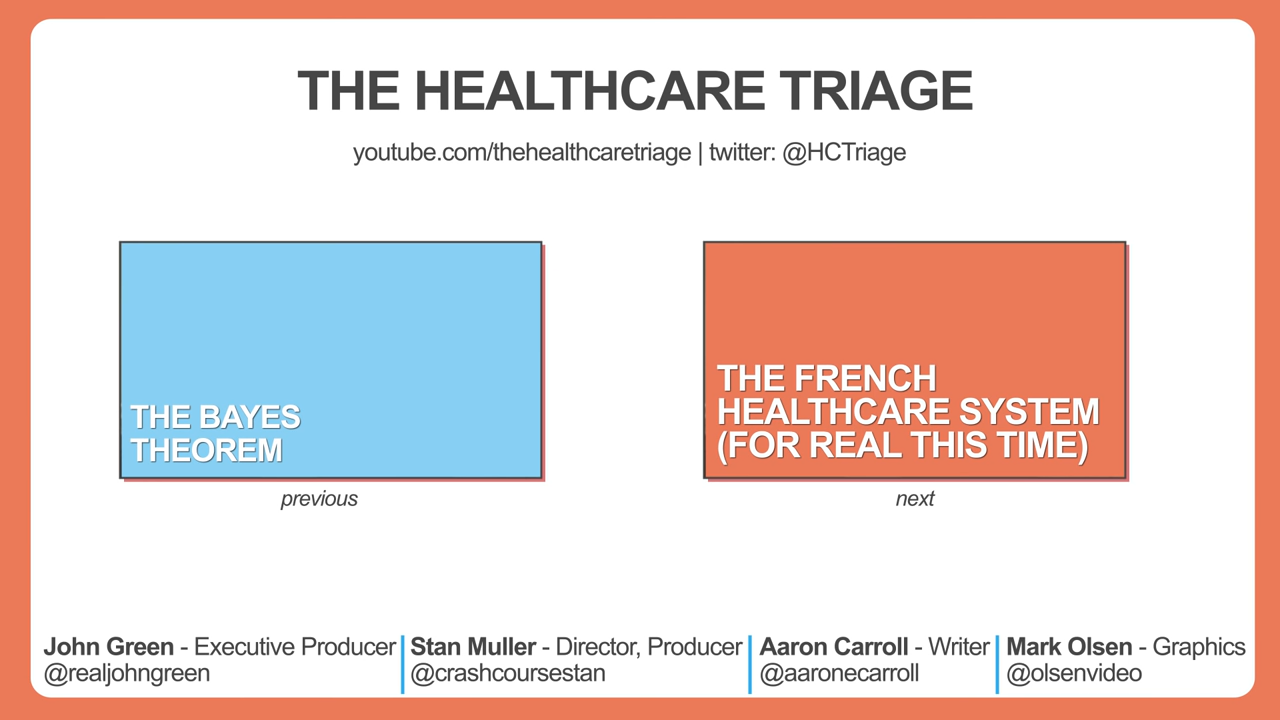 THE HEALTHCARE TRIAGE
youtube.com/thehealthcaretriage | twitter: @HCTriage
THE BAYES
THEOREM
previous
THE FRENCH
HEALTHCARE SYSTEM
(FOR REAL THIS TIME)
next
John Green - Executive Producer
@realjohngreen
Stan Muller - Director, Producer
@crashcoursestan
Aaron Carroll - Writer
@aaronecarroll
Mark Olsen - Graphics
@olsenvideo